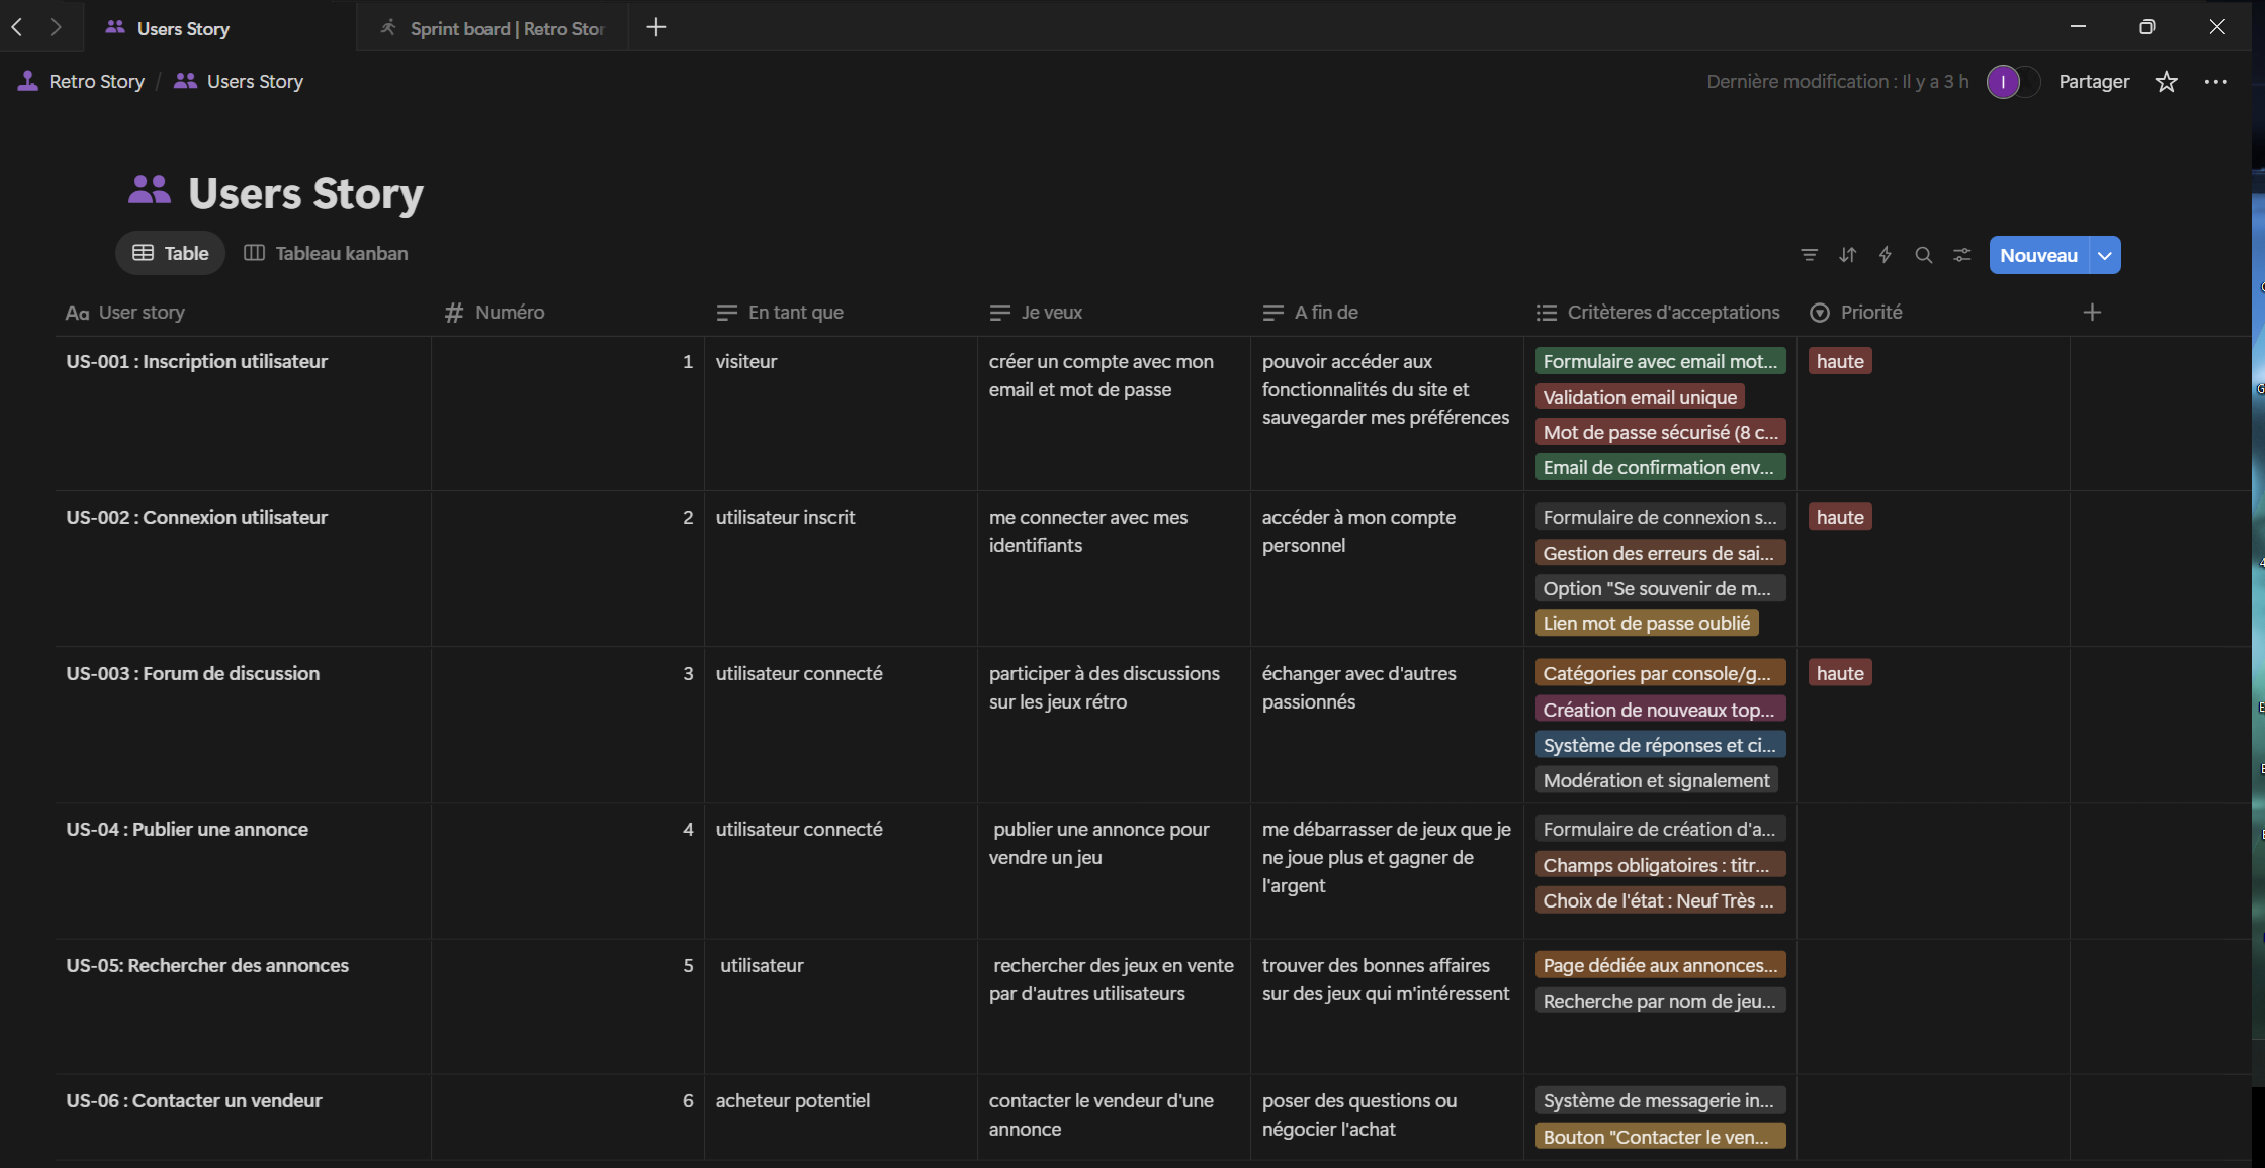 Users Story
Sprint board | Retro Stor
Retro Story / Users Story
Dernière modification : Il y a 3 h
I
Partager
Users Story
Table
Tableau kanban
Nouveau
Aa User story
# Numéro
En tant que
Je veux
A fin de
Critèteres d'acceptations
Priorité
US-001 : Inscription utilisateur
1
visiteur
créer un compte avec mon
email et mot de passe
pouvoir accéder aux
fonctionnalités du site et
sauvegarder mes préférences
Formulaire avec email mot...
Validation email unique
Mot de passe sécurisé (8 c...
Email de confirmation env...
haute
US-002 : Connexion utilisateur
2
utilisateur inscrit
me connecter avec mes
identifiants
accéder à mon compte
personnel
Formulaire de connexion s...
Gestion des erreurs de sai...
Option "Se souvenir de m...
Lien mot de passe oublié
haute
US-003 : Forum de discussion
3
utilisateur connecté
participer à des discussions
sur les jeux rétro
échanger avec d'autres
passionnés
Catégories par console/g...
Création de nouveaux top...
Système de réponses et ci...
Modération et signalement
haute
US-04 : Publier une annonce
4
utilisateur connecté
publier une annonce pour
vendre un jeu
me débarrasser de jeux que je
ne joue plus et gagner de
l'argent
Formulaire de création d'a...
Champs obligatoires : titr...
Choix de l'état : Neuf Très ...
US-05: Rechercher des annonces
5
utilisateur
rechercher des jeux en vente
par d'autres utilisateurs
trouver des bonnes affaires
sur des jeux qui m'intéressent
Page dédiée aux annonces...
Recherche par nom de jeu...
US-06 : Contacter un vendeur
6
acheteur potentiel
contacter le vendeur d'une
annonce
poser des questions ou
négocier l'achat
Système de messagerie in...
Bouton "Contacter le ven...